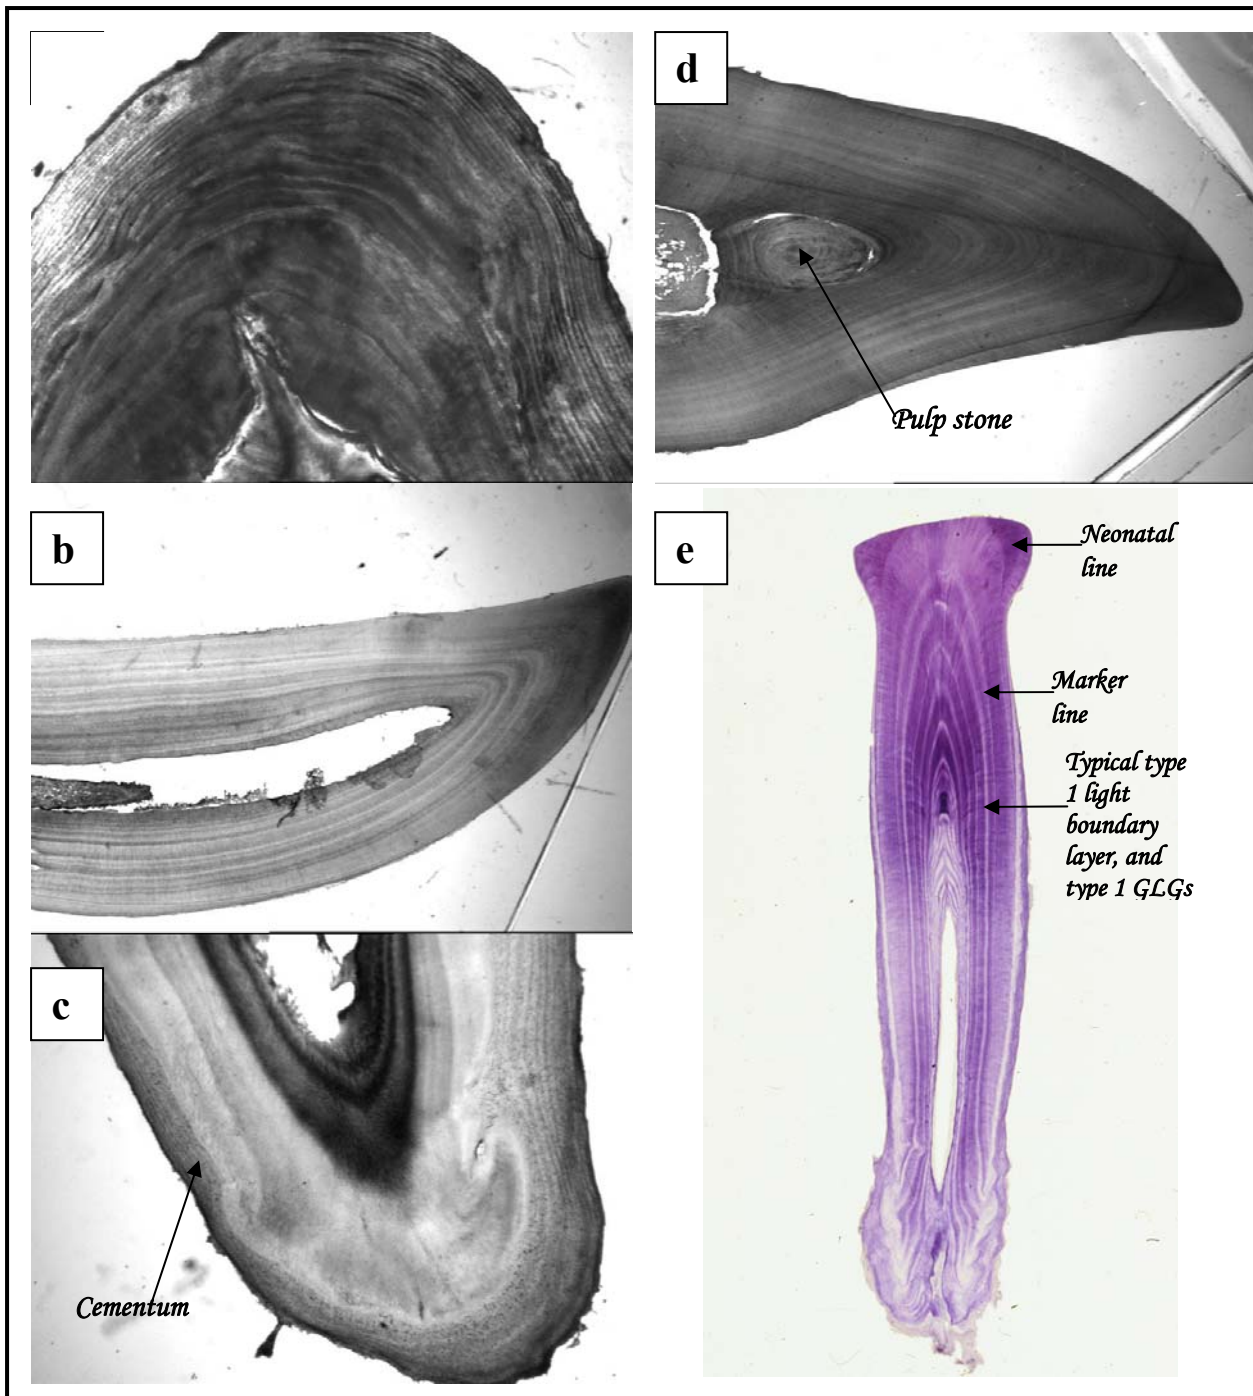 d
Pulp stone
b
c
Cementum
e
Neonatal
line
Marker
line
Typical type
1 light
boundary
layer, and
type 1 GLGs